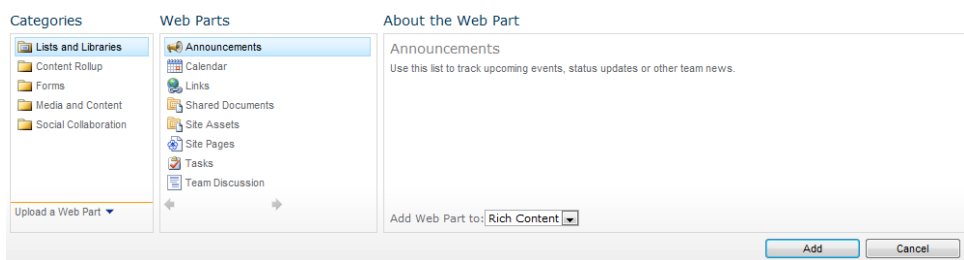 Categories
Lists and Libraries
Content Rollup
Forms
Media and Content
Social Collaboration
Upload a Web Part
Web Parts
Announcements
Calendar
Links
Shared Documents
Site Assets
Site Pages
Tasks
Team Discussion
About the Web Part
Announcements
Use this list to track upcoming events, status updates or other team news.
Add Web Part to: Rich Content
Add
Cancel